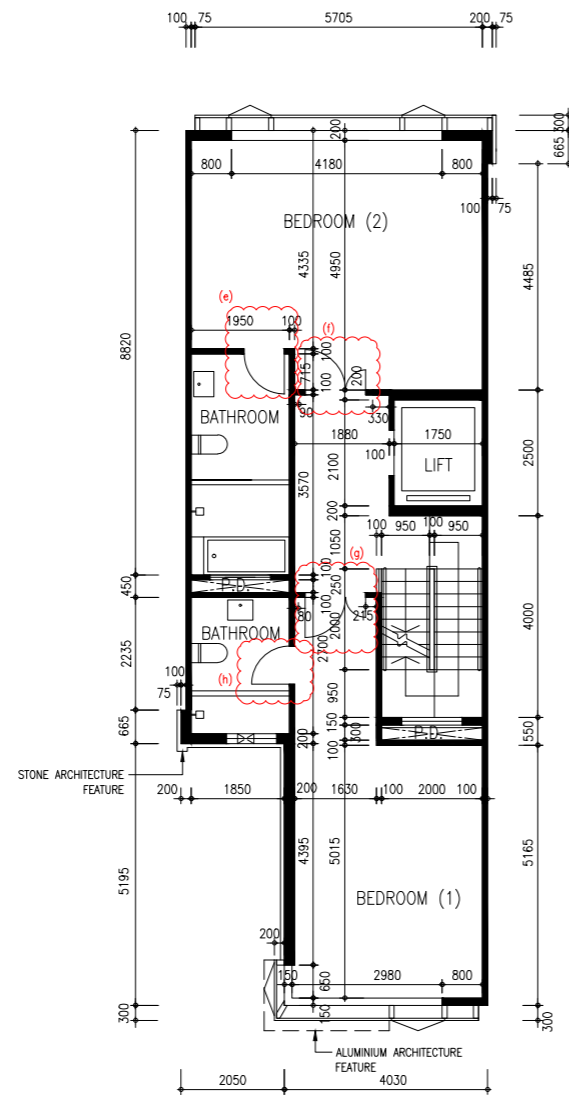 100 75 5705 200 75
300
200
665
800 4180 800
100 75
BEDROOM (2)
4335 4950
4485
(e)
1950 100
(f)
8820
100
715
200
100
90
330
BATHROOM
1880 1750
100
LIFT
2100
2500
3570
200
100 950 100 950
1050
(g)
100
250
450
P.D.
100
80
2000
215
4000
BATHROOM
2235
2700
(h)
100
75
950
150
200
300
100
P.D.
665
550
STONE ARCHITECTURE
FEATURE
200 1850 200 1630 100 2000 100
4395 5015
5195
5165
BEDROOM (1)
200
150
650
2980 800
300
150
300
ALUMINIUM ARCHITECTURE
FEATURE
2050 4030